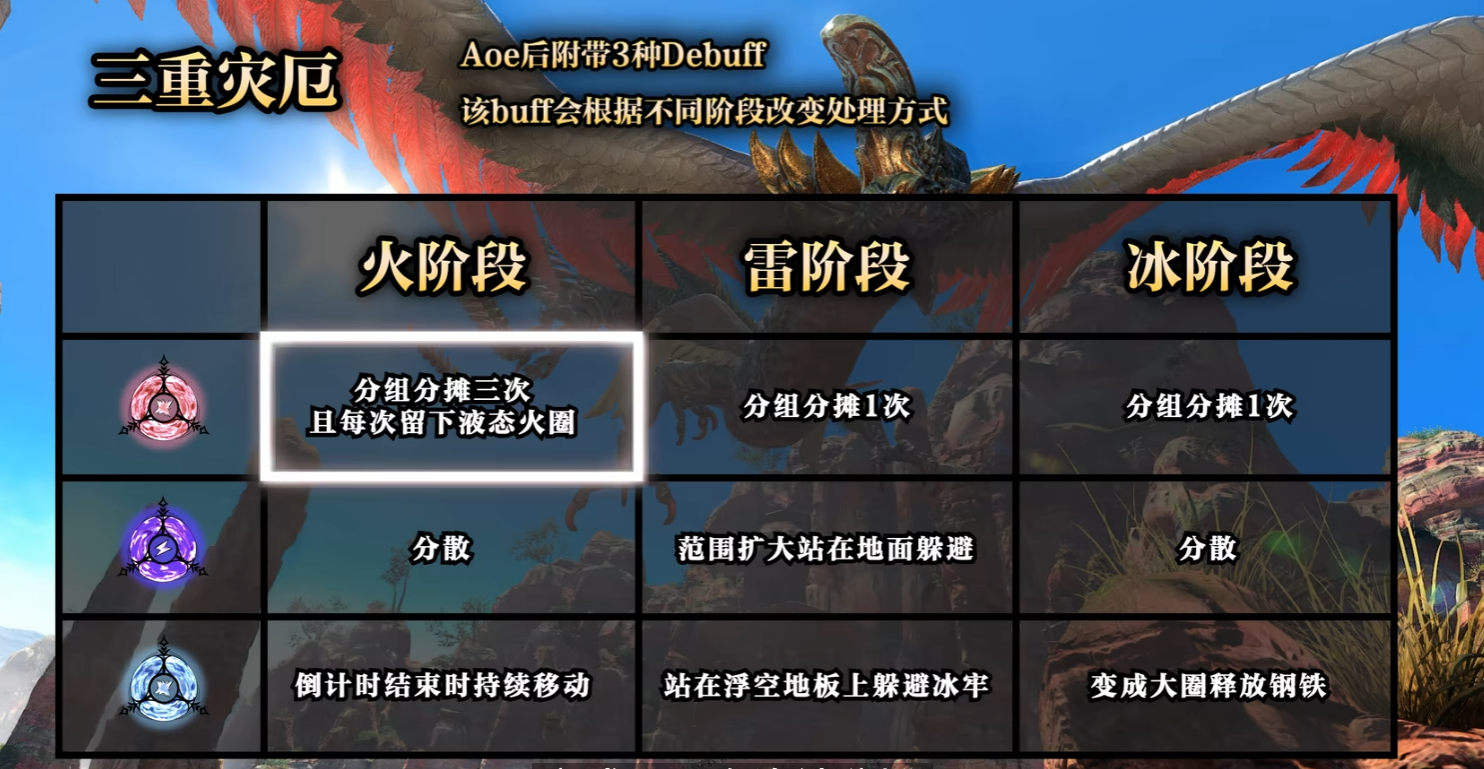 三重灾厄
Aoe后附带3种Debuff
该buff会根据不同阶段改变处理方式
火阶段
雷阶段
冰阶段
分组分摊三次
且每次留下液态火圈
分组分摊1次
分组分摊1次
分散
范围扩大站在地面躲避
分散
倒计时结束时持续移动
站在浮空地板上躲避冰牢
变成大圈释放钢铁